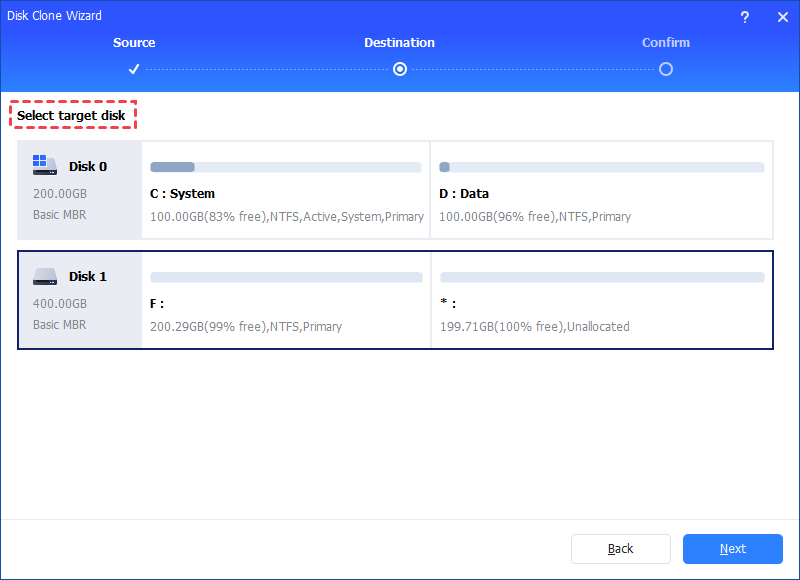 Disk Clone Wizard
?
Source Destination Confirm
Select target disk
Disk 0
200.00GB
Basic MBR
C : System
100.00GB(83% free),NTFS,Active,System,Primary
D : Data
100.00GB(96% free),NTFS,Primary
Disk 1
400.00GB
Basic MBR
F :
200.29GB(99% free),NTFS,Primary
* :
199.71GB(100% free),Unallocated
Back Next